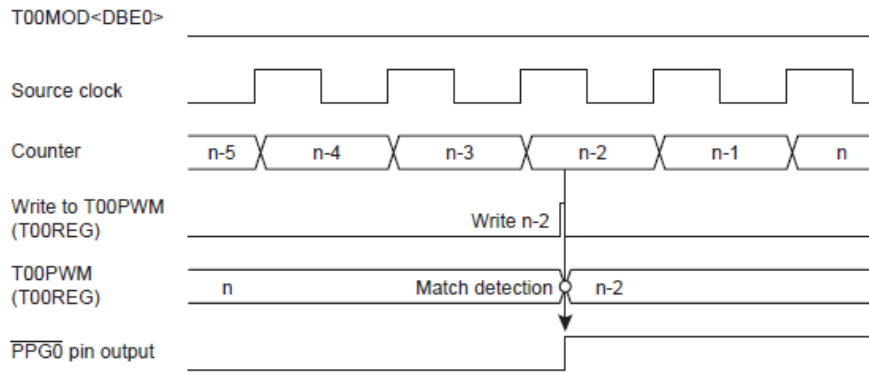 T00MOD<DBE0>
Source clock
Counter n-5 n-4 n-3 n-2 n-1 n
Write to T00PWM
(T00REG) Write n-2
T00PWM
(T00REG) n Match detection n-2
PPG0 pin output